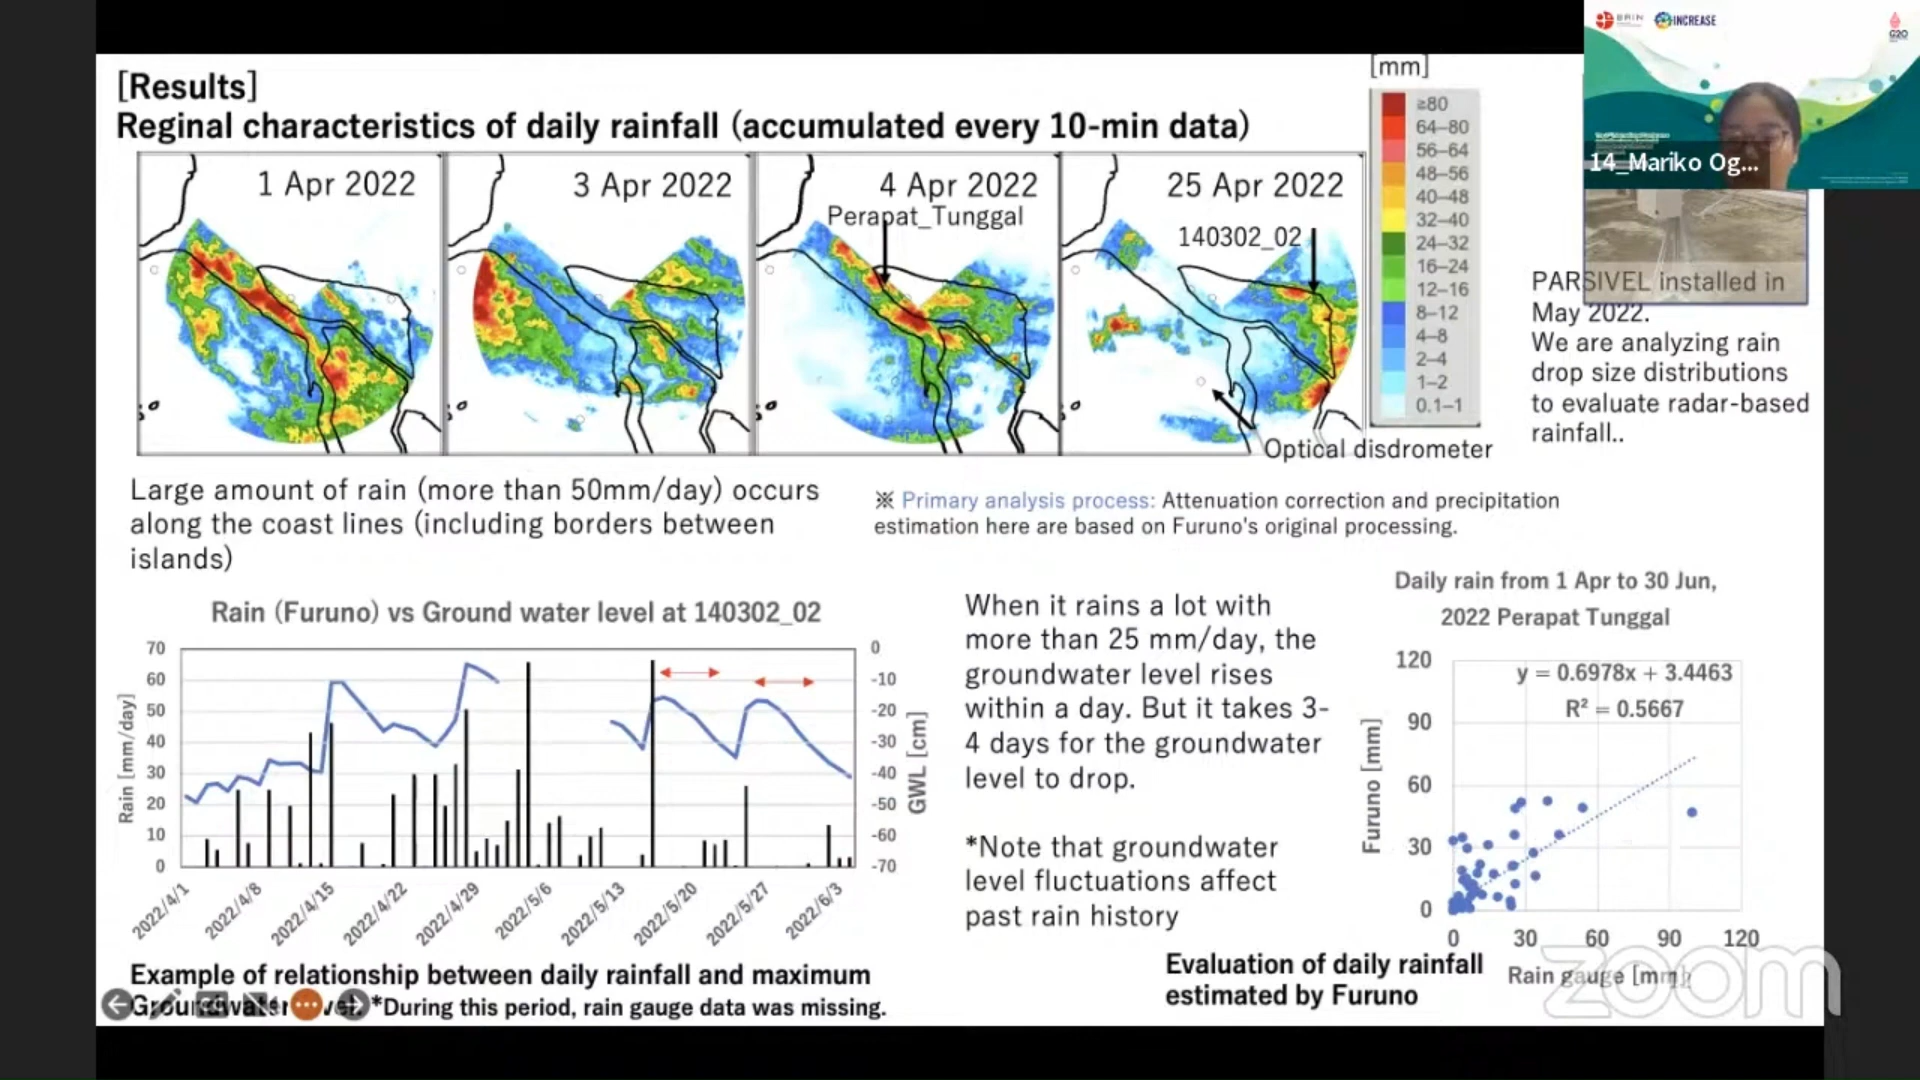 [Results]
Reginal characteristics of daily rainfall (accumulated every 10-min data)
1 Apr 2022
3 Apr 2022
4 Apr 2022
Perapat_Tunggal
25 Apr 2022
140302_02
Optical disdrometer
[mm]
≥80
64–80
56–64
48–56
40–48
32–40
24–32
16–24
12–16
8–12
4–8
2–4
1–2
0.1–1
BRIN
INCREASE
G20
14_Mariko Og...
PARSIVEL installed in
May 2022.
We are analyzing rain
drop size distributions
to evaluate radar-based
rainfall..
Large amount of rain (more than 50mm/day) occurs
along the coast lines (including borders between
islands)
※ Primary analysis process: Attenuation correction and precipitation
estimation here are based on Furuno's original processing.
Rain (Furuno) vs Ground water level at 140302_02
Rain [mm/day]
70
60
50
40
30
20
10
0
0
-10
-20
-30
-40
-50
-60
-70
GWL [cm]
2022/4/1
2022/4/8
2022/4/15
2022/4/22
2022/4/29
2022/5/6
2022/5/13
2022/5/20
2022/5/27
2022/6/3
Example of relationship between daily rainfall and maximum
*During this period, rain gauge data was missing.
When it rains a lot with
more than 25 mm/day, the
groundwater level rises
within a day. But it takes 3-
4 days for the groundwater
level to drop.
*Note that groundwater
level fluctuations affect
past rain history
Daily rain from 1 Apr to 30 Jun,
2022 Perapat Tunggal
y = 0.6978x + 3.4463
R² = 0.5667
Furuno [mm]
120
90
60
30
0
0
30
60
90
120
Rain gauge [mm]
Evaluation of daily rainfall
estimated by Furuno
zoom